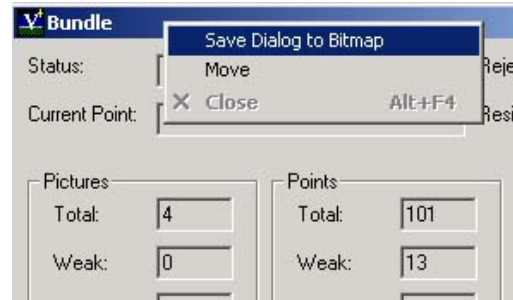 Bundle
Save Dialog to Bitmap
Status:
Move
Close Alt+F4
Current Point:
Pictures Points
Total: 4 Total: 101
Weak: 0 Weak: 13